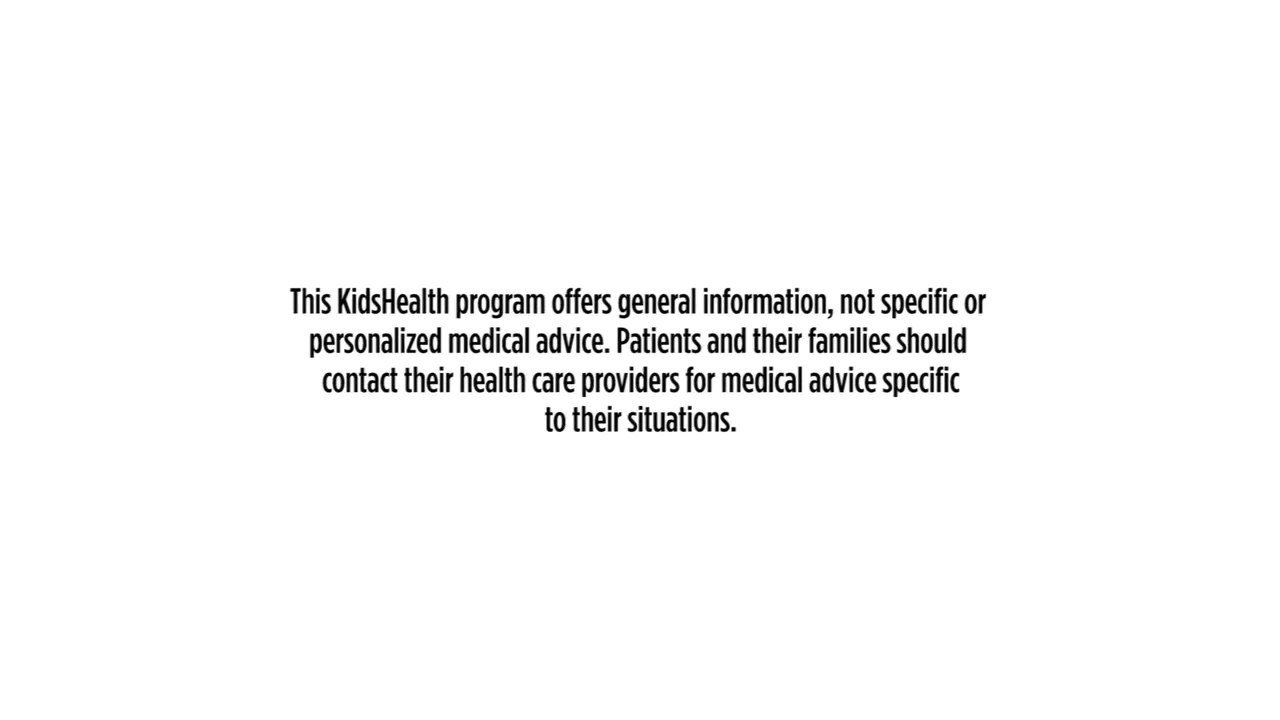 This KidsHealth program offers general information, not specific or
personalized medical advice. Patients and their families should
contact their health care providers for medical advice specific
to their situations.